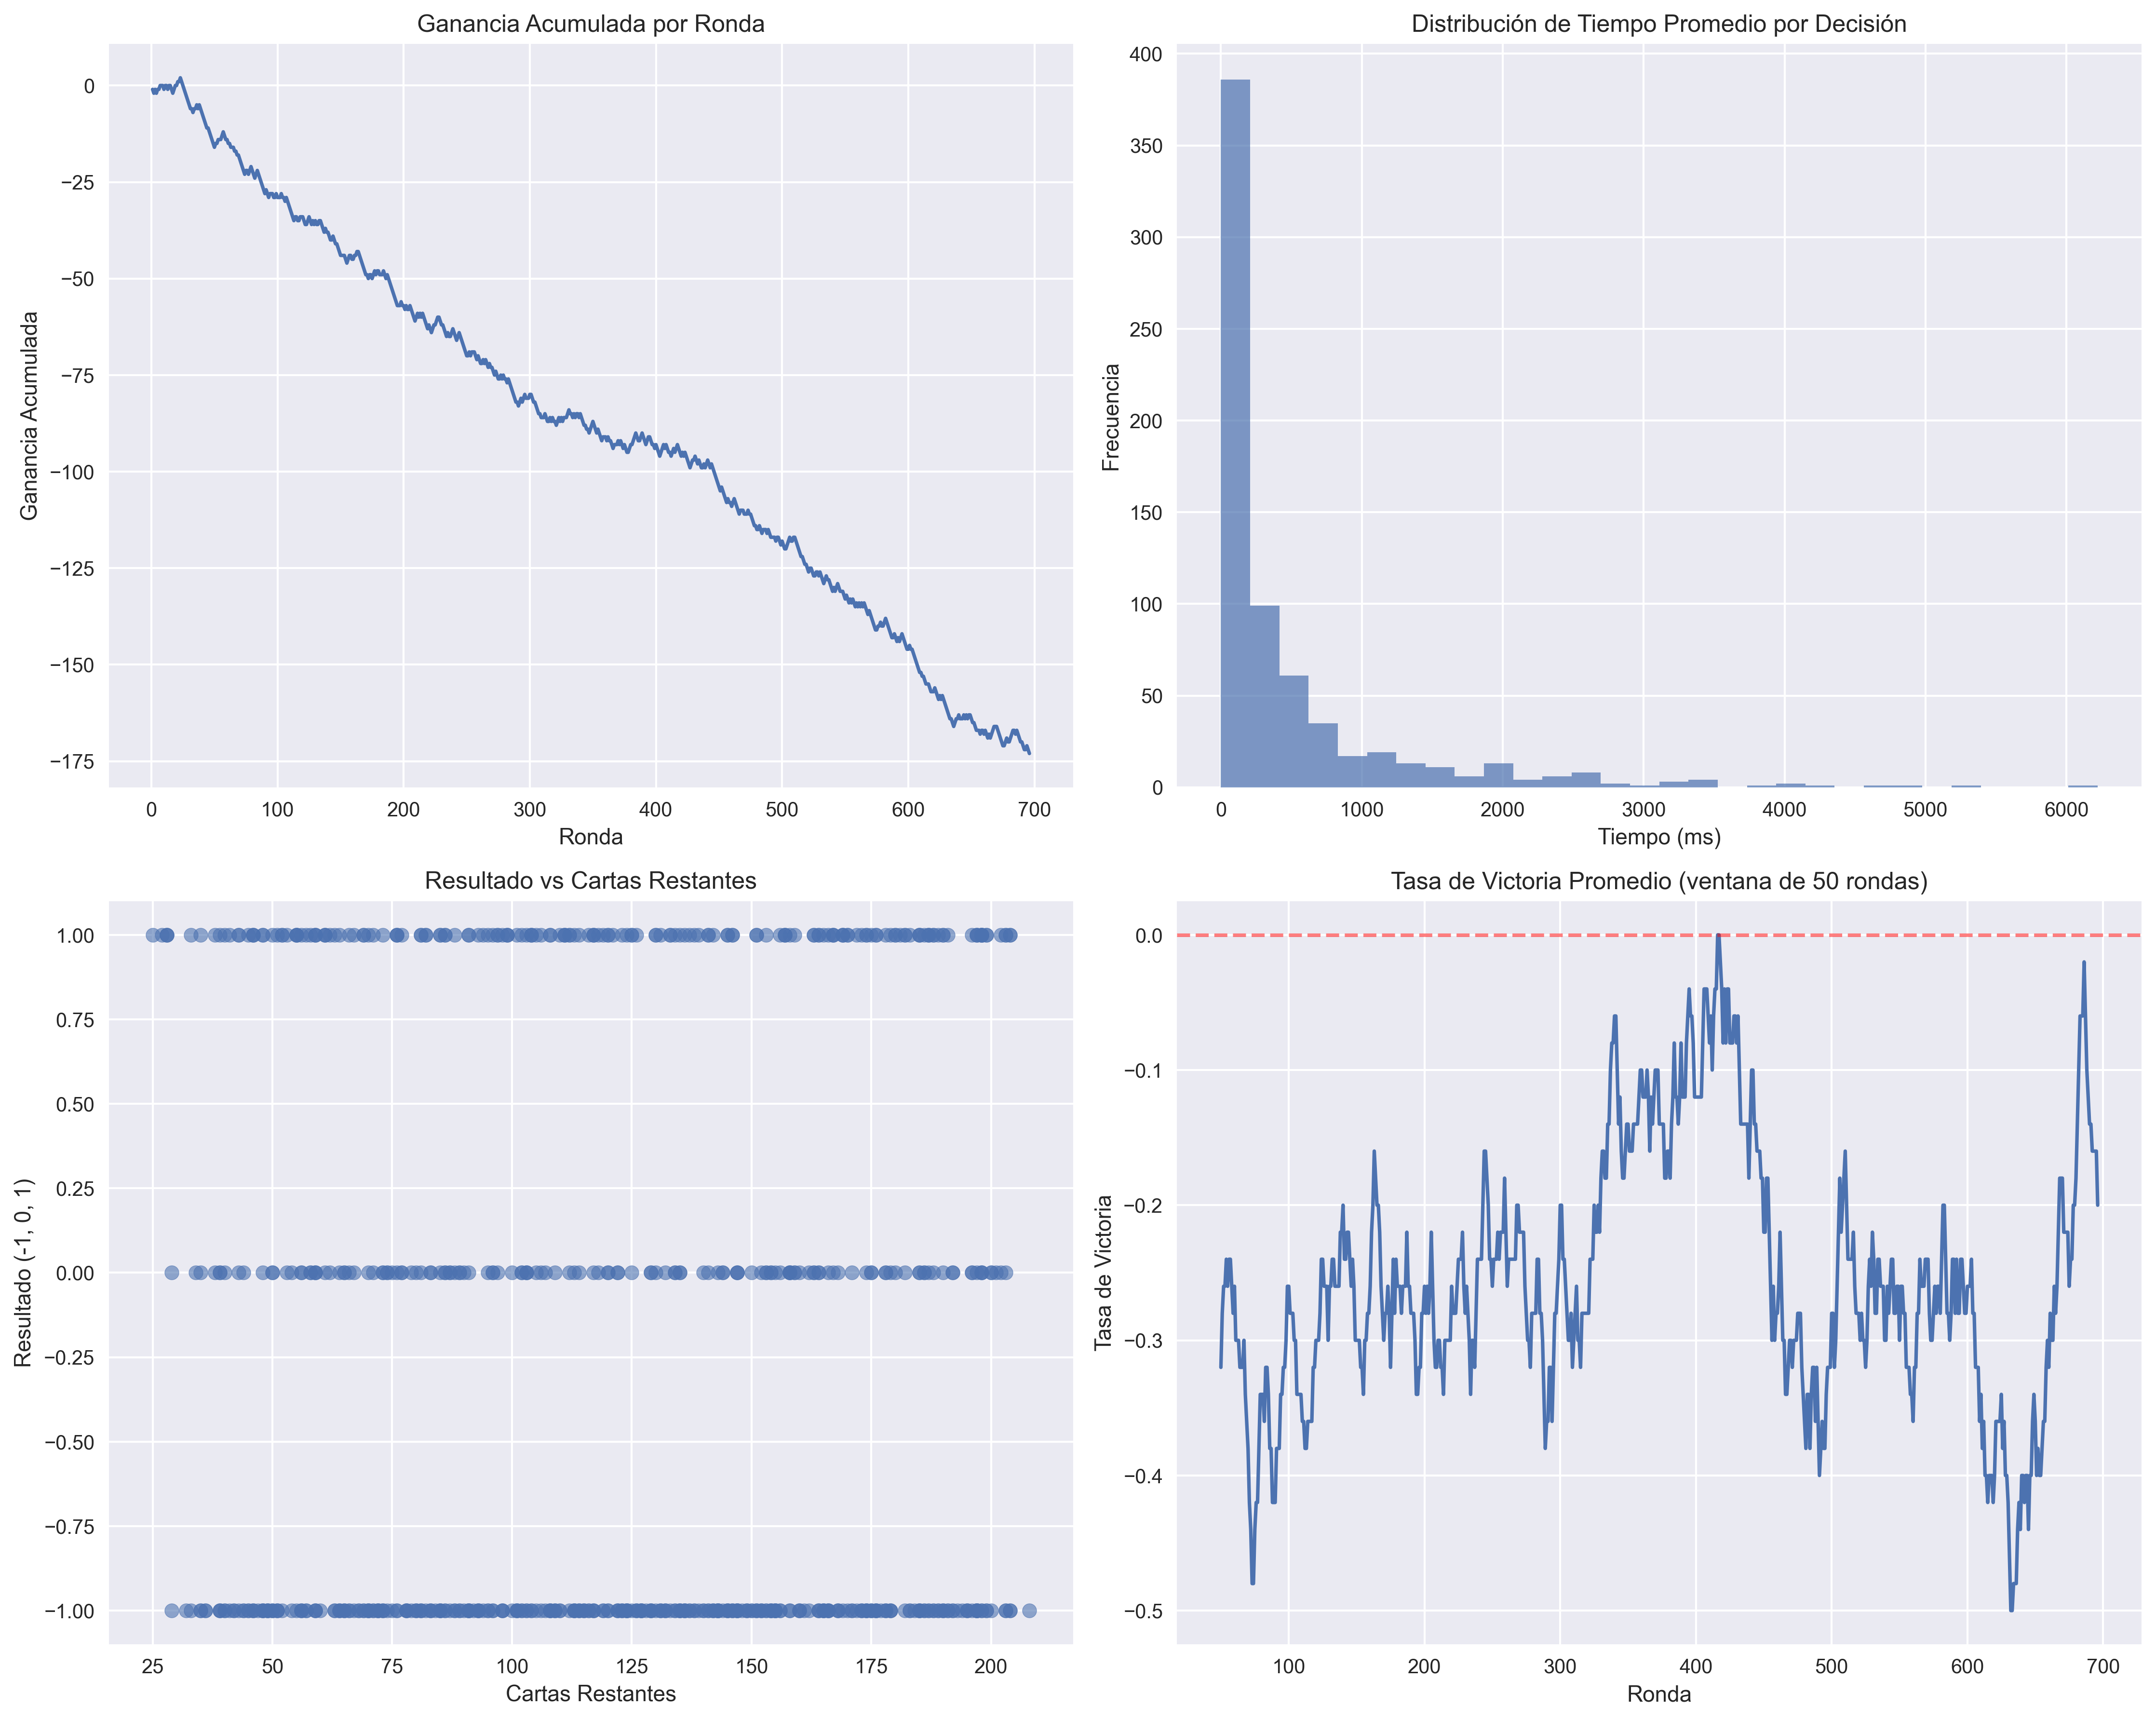 Ganancia Acumulada por Ronda
Ganancia Acumulada
0
−25
−50
−75
−100
−125
−150
−175
0 100 200 300 400 500 600 700
Ronda
Distribución de Tiempo Promedio por Decisión
Frecuencia
400
350
300
250
200
150
100
50
0
0 1000 2000 3000 4000 5000 6000
Tiempo (ms)
Resultado vs Cartas Restantes
Resultado (-1, 0, 1)
1.00
0.75
0.50
0.25
0.00
−0.25
−0.50
−0.75
−1.00
25 50 75 100 125 150 175 200
Cartas Restantes
Tasa de Victoria Promedio (ventana de 50 rondas)
Tasa de Victoria
0.0
−0.1
−0.2
−0.3
−0.4
−0.5
100 200 300 400 500 600 700
Ronda